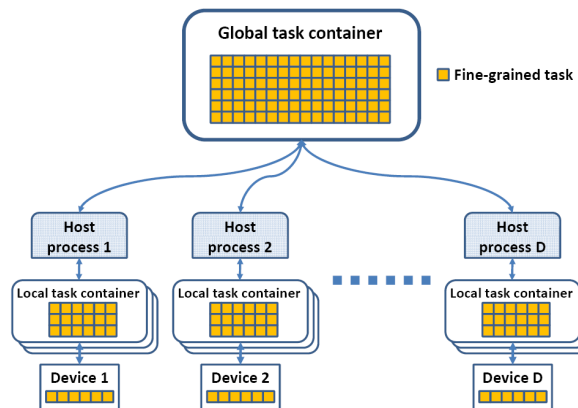 Global task container
Fine-grained task
Host
process 1
Host
process 2
Host
process D
Local task container
Local task container
Local task container
Device 1
Device 2
Device D